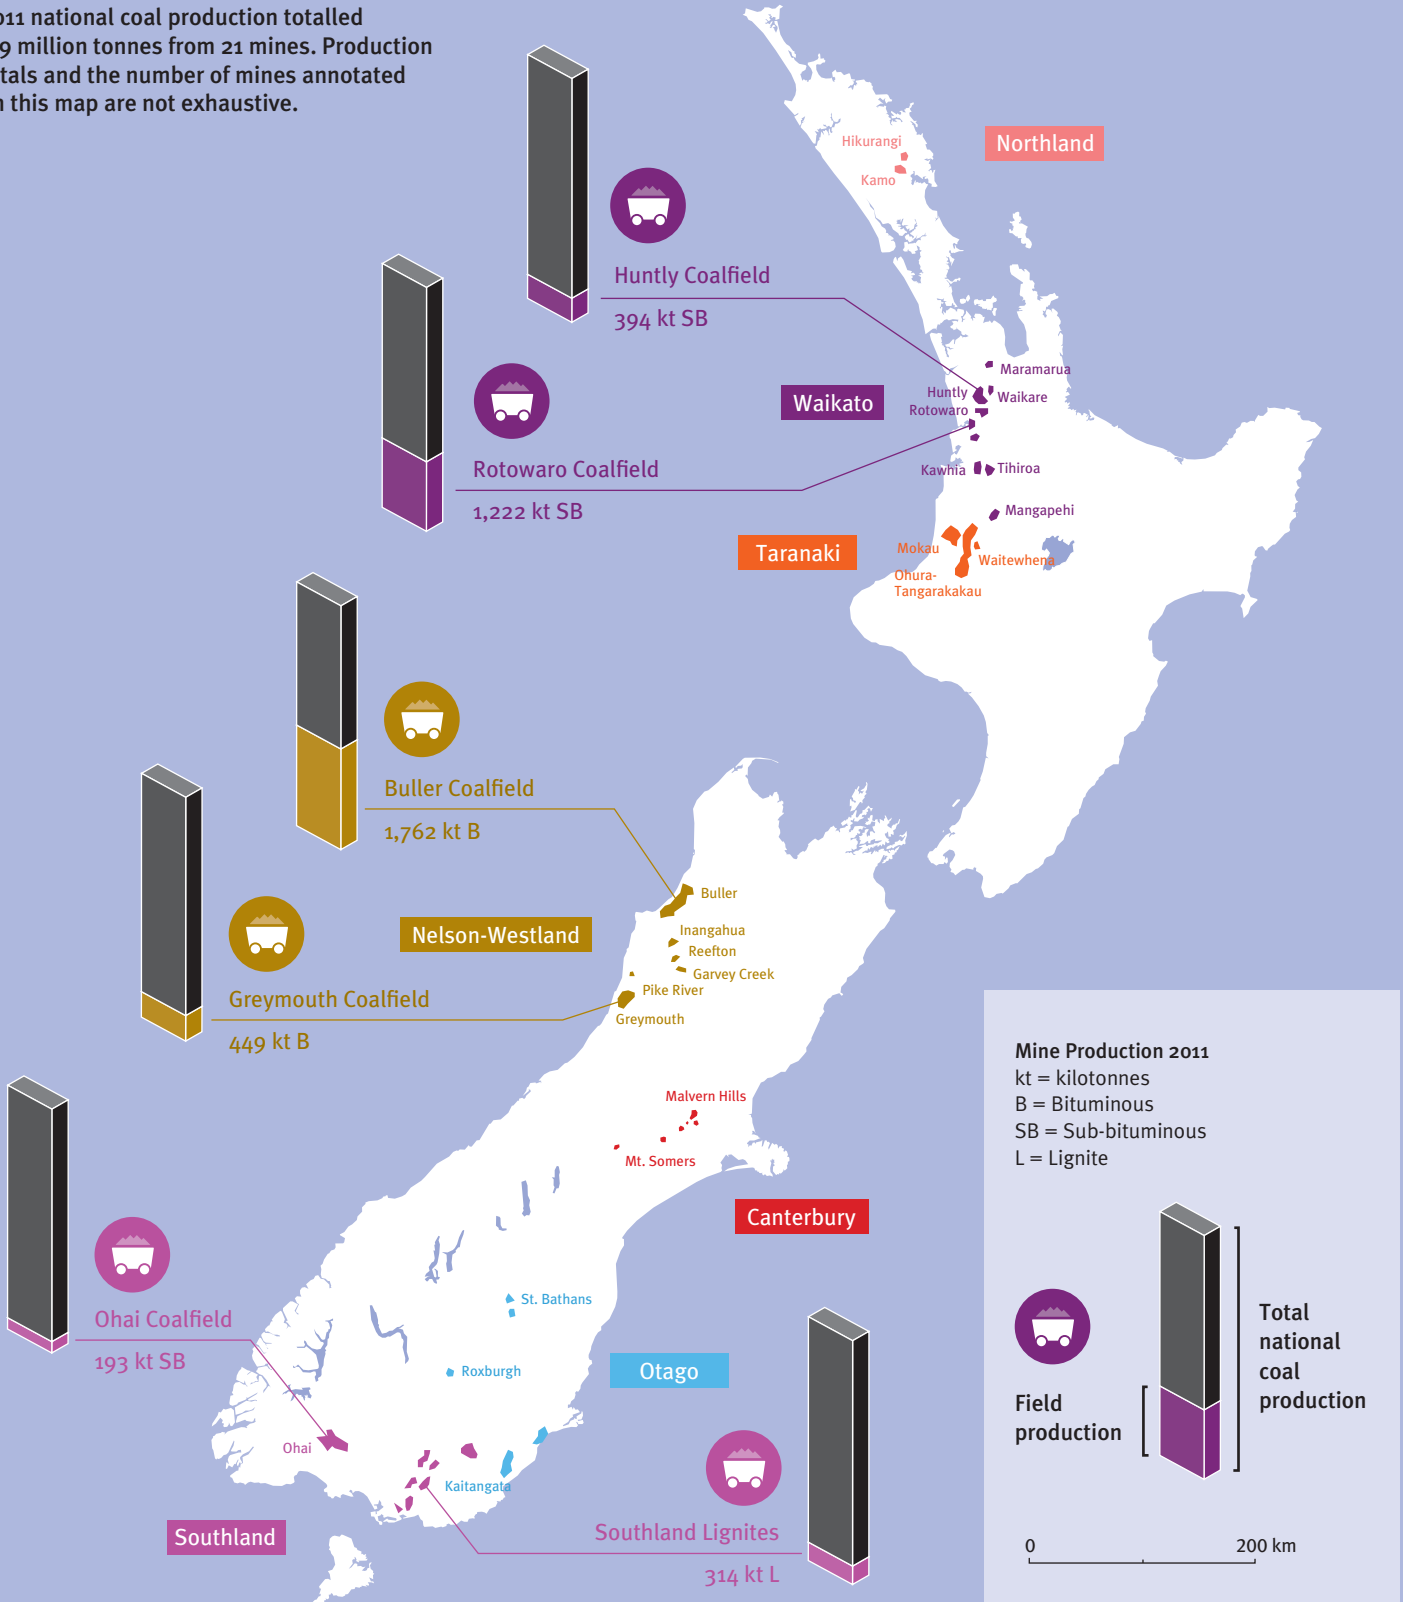 011 national coal production totalled
9 million tonnes from 21 mines. Production
tals and the number of mines annotated
n this map are not exhaustive.
Hikurangi
Kamo
Northland
Huntly Coalfield
394 kt SB
Maramarua
Huntly
Waikare
Rotowaro
Waikato
Rotowaro Coalfield
1,222 kt SB
Kawhia
Tihiroa
Mangapehi
Taranaki
Mokau
Waitewhena
Ohura-
Tangarakakau
Buller Coalfield
1,762 kt B
Buller
Nelson-Westland
Inangahua
Reefton
Garvey Creek
Pike River
Greymouth
Greymouth Coalfield
449 kt B
Malvern Hills
Mt. Somers
Canterbury
St. Bathans
Roxburgh
Otago
Ohai Coalfield
193 kt SB
Ohai
Kaitangata
Southland
Southland Lignites
314 kt L
Mine Production 2011
kt = kilotonnes
B = Bituminous
SB = Sub-bituminous
L = Lignite
Total
national
coal
production
Field
production
0 200 km